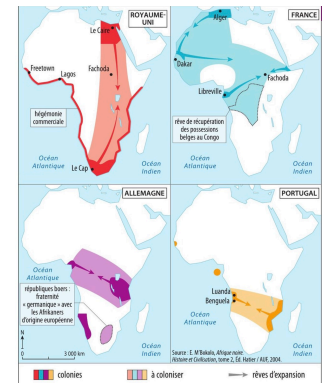 ROYAUME-
UNI
Le Caire
Freetown
Lagos
Fachoda
hégémonie
commerciale
Océan
Atlantique
Océan
Indien
Le Cap
FRANCE
Alger
Dakar
Fachoda
Libreville
rêve de récupération
des possessions
belges au Congo
Océan
Atlantique
Océan
Indien
ALLEMAGNE
Océan
Atlantique
républiques boers :
fraternité
« germanique » avec
les Afrikaners
d'origine européenne
N
0
3 000 km
Océan
Indien
PORTUGAL
Océan
Atlantique
Luanda
Benguela
Océan
Indien
Source : E. M'Bokolo, Afrique noire :
Histoire et Civilisation, tome 2, Éd. Hatier / AUF, 2004.
colonies
à coloniser
rêves d'expansion